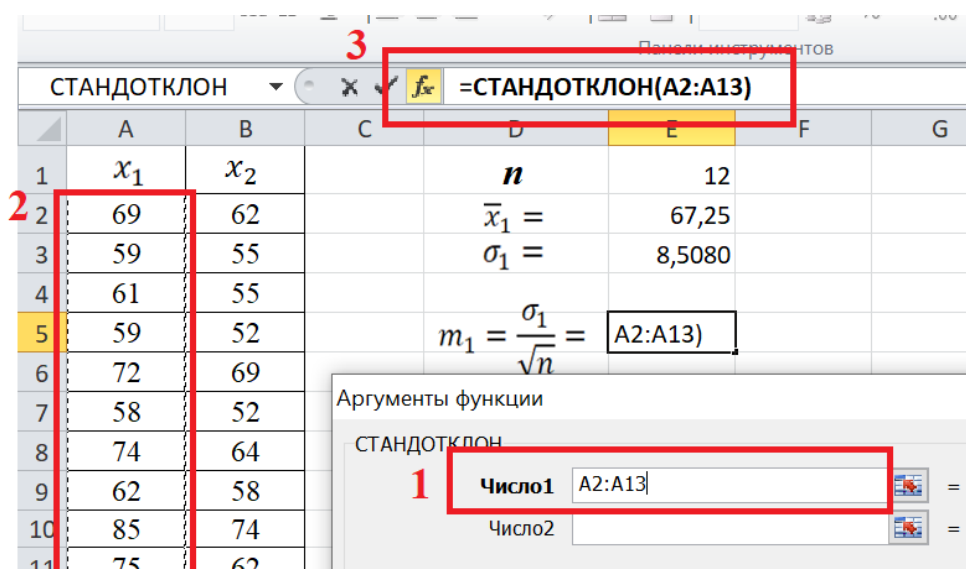 3
Панели инструментов
СТАНДОТКЛОН fx =СТАНДОТКЛОН(A2:A13)
A B C D E F G
1 x₁ x₂ n 12
2
2 69 62 x̅₁ = 67,25
3 59 55 σ₁ = 8,5080
4 61 55
5 59 52 m₁ = σ₁/√n = A2:A13)
6 72 69
Аргументы функции
7 58 52
СТАНДОТКЛОН
8 74 64
1
9 62 58 Число1 A2:A13 =
10 85 74 Число2 =
11 75 62